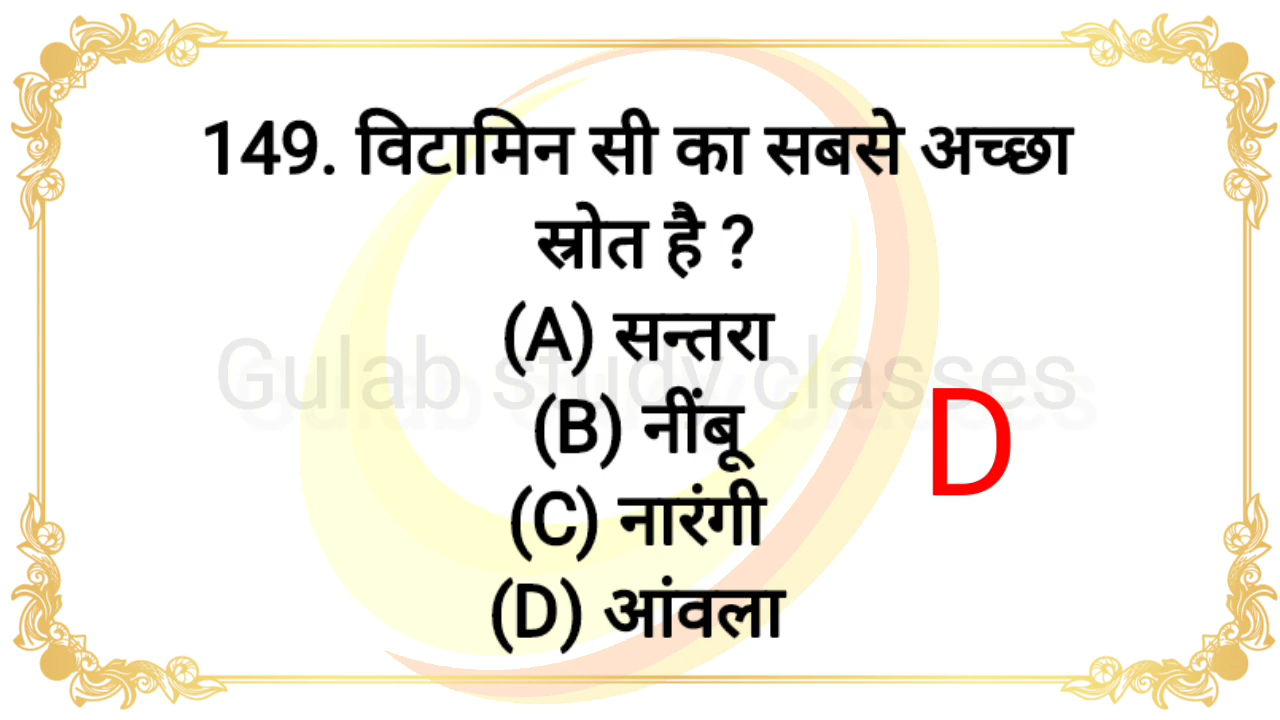 149. विटामिन सी का सबसे अच्छा
स्रोत है ?
(A) सन्तरा
Gulab study classes
(B) नींबू
D
(C) नारंगी
(D) आंवला